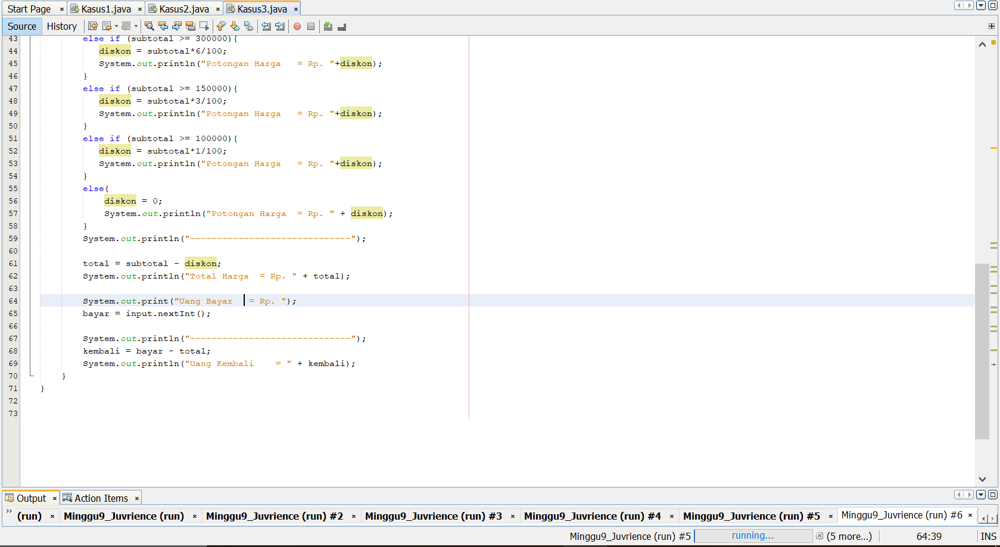 Start Page × Kasus1.java × Kasus2.java × Kasus3.java ×
Source History
43 else if (subtotal >= 300000){
44 diskon = subtotal*6/100;
45 System.out.println("Potongan Harga   = Rp. "+diskon);
46 }
47 else if (subtotal >= 150000){
48 diskon = subtotal*3/100;
49 System.out.println("Potongan Harga   = Rp. "+diskon);
50 }
51 else if (subtotal >= 100000){
52 diskon = subtotal*1/100;
53 System.out.println("Potongan Harga   = Rp. "+diskon);
54 }
55 else{
56 diskon = 0;
57 System.out.println("Potongan Harga  = Rp. " + diskon);
58 }
59 System.out.println("------------------------------");
60
61 total = subtotal - diskon;
62 System.out.println("Total Harga  = Rp. " + total);
63
64 System.out.print("Uang Bayar   = Rp. ");
65 bayar = input.nextInt();
66
67 System.out.println("------------------------------");
68 kembali = bayar - total;
69 System.out.println("Uang Kembali    = " + kembali);
70 }
71 }
72
73
Output × Action Items ×
(run) × Minggu9_Juvrience (run) × Minggu9_Juvrience (run) #2 × Minggu9_Juvrience (run) #3 × Minggu9_Juvrience (run) #4 × Minggu9_Juvrience (run) #5 × Minggu9_Juvrience (run) #6 ×
Minggu9_Juvrience (run) #5 running... (5 more...) 64:39 INS